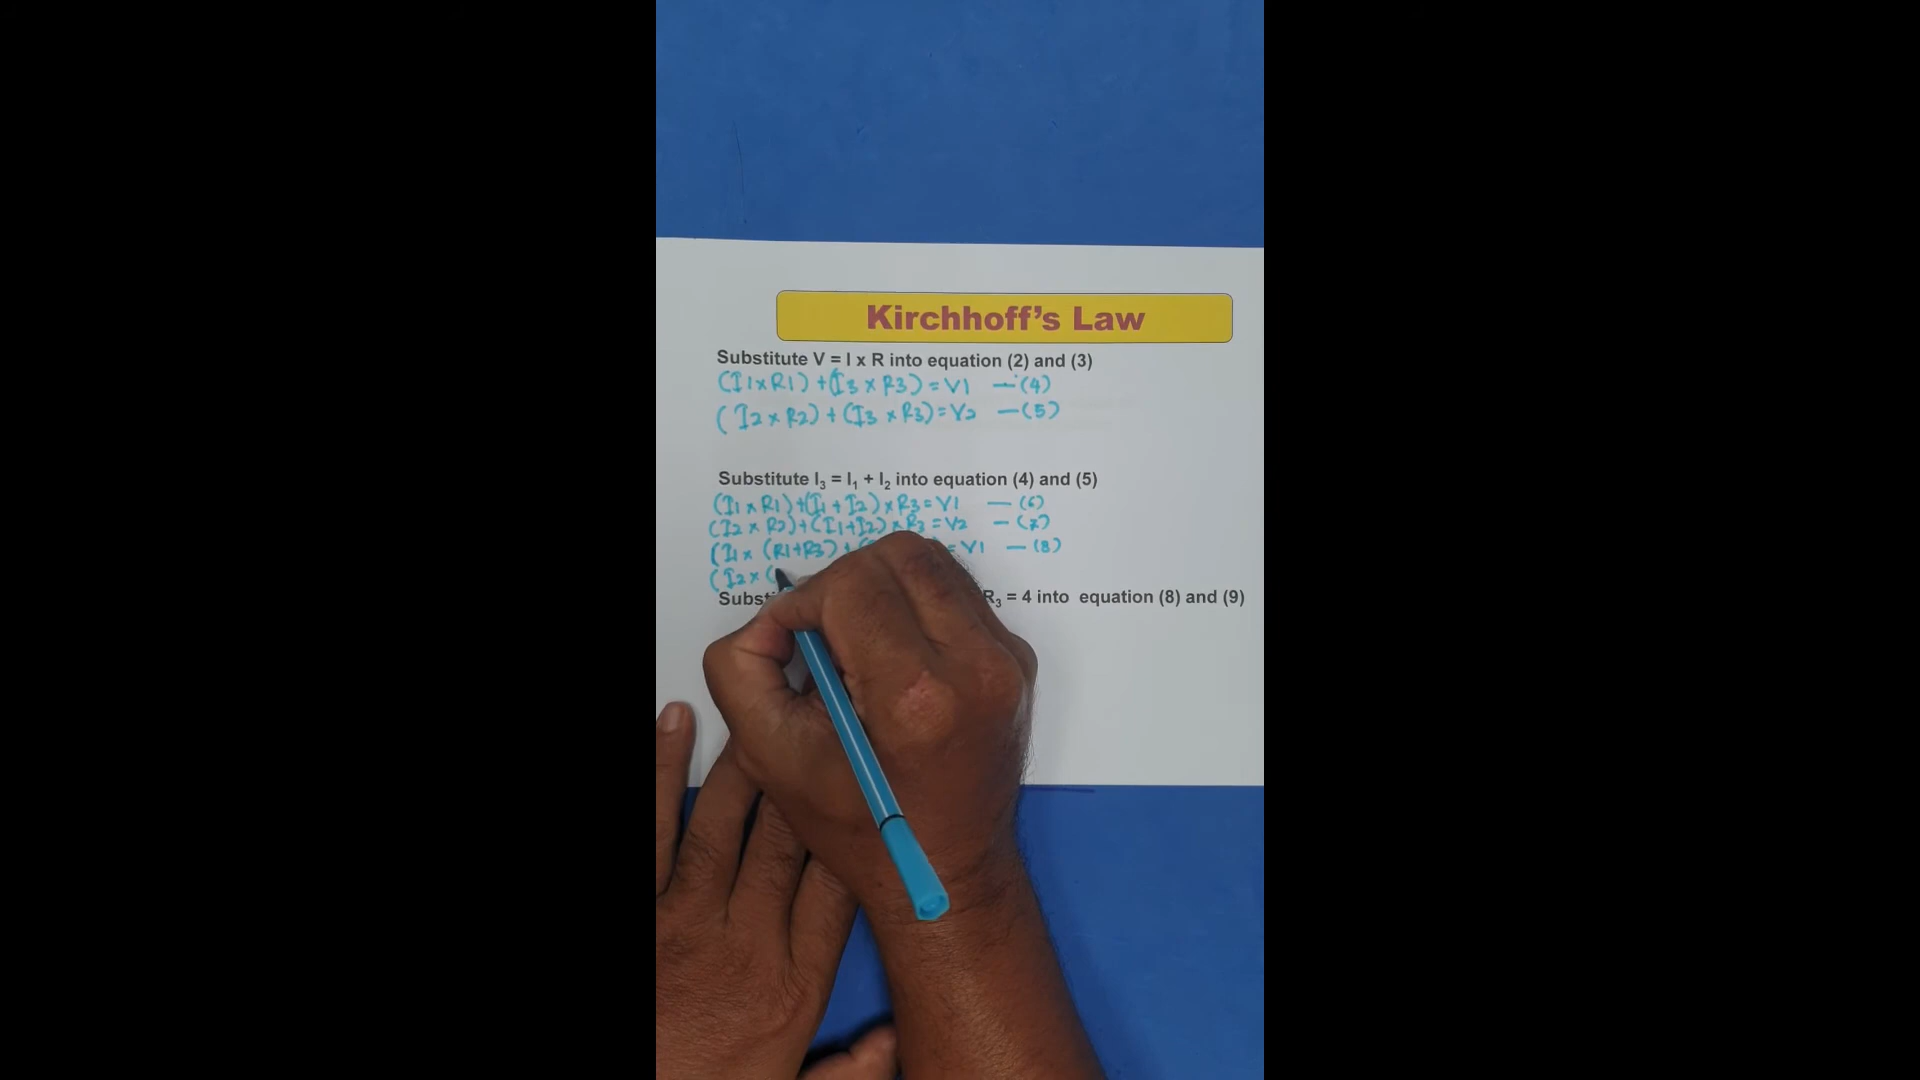 Kirchhoff's Law
Substitute V = I x R into equation (2) and (3)
(I1 x R1) + (I3 x R3) = V1 — (4)
(I2 x R2) + (I3 x R3) = V2 — (5)
Substitute I₃ = I₁ + I₂ into equation (4) and (5)
(I1 x R1) + (I1 + I2) x R3 = V1 — (6)
(I2 x R2) + (I1 + I2) x R3 = V2 — (7)
(I1 x (R1 + R3) + ( = V1 — (8)
(I2 x (
R₃ = 4 into equation (8) and (9)